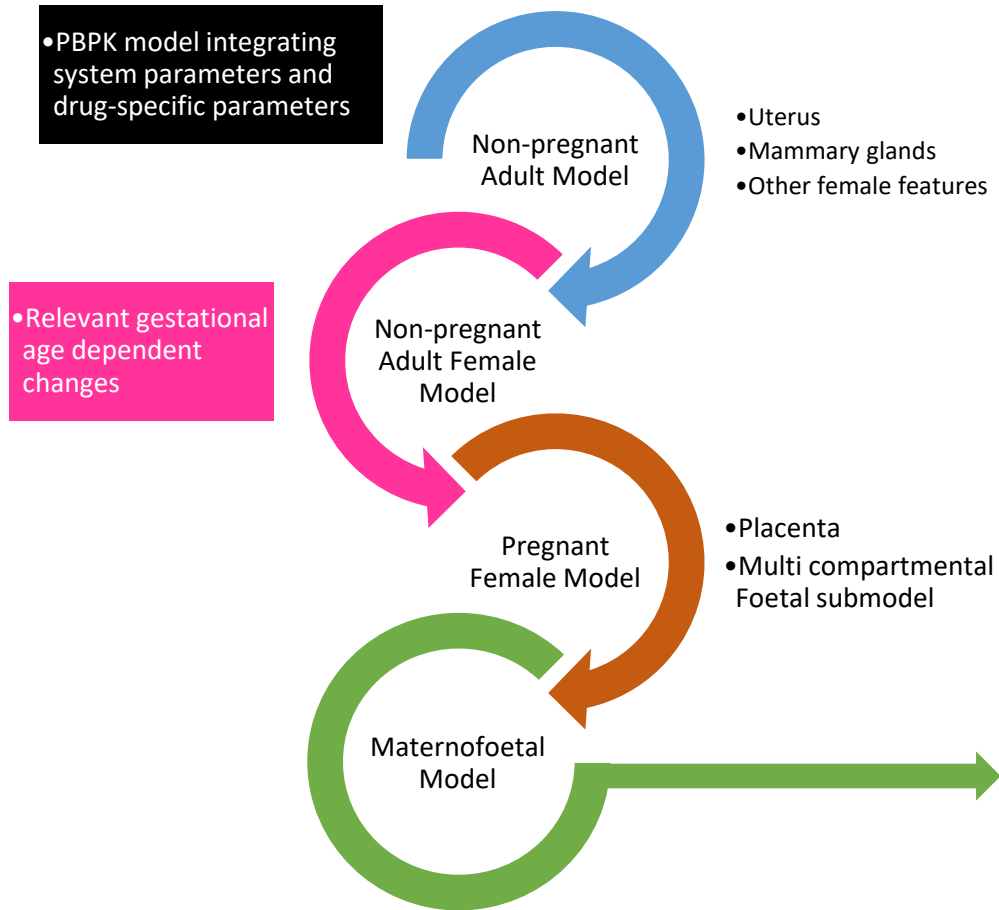 •PBPK model integrating
system parameters and
drug-specific parameters
Non-pregnant
Adult Model
•Uterus
•Mammary glands
•Other female features
•Relevant gestational
age dependent
changes
Non-pregnant
Adult Female
Model
Pregnant
Female Model
•Placenta
•Multi compartmental
Foetal submodel
Maternofoetal
Model